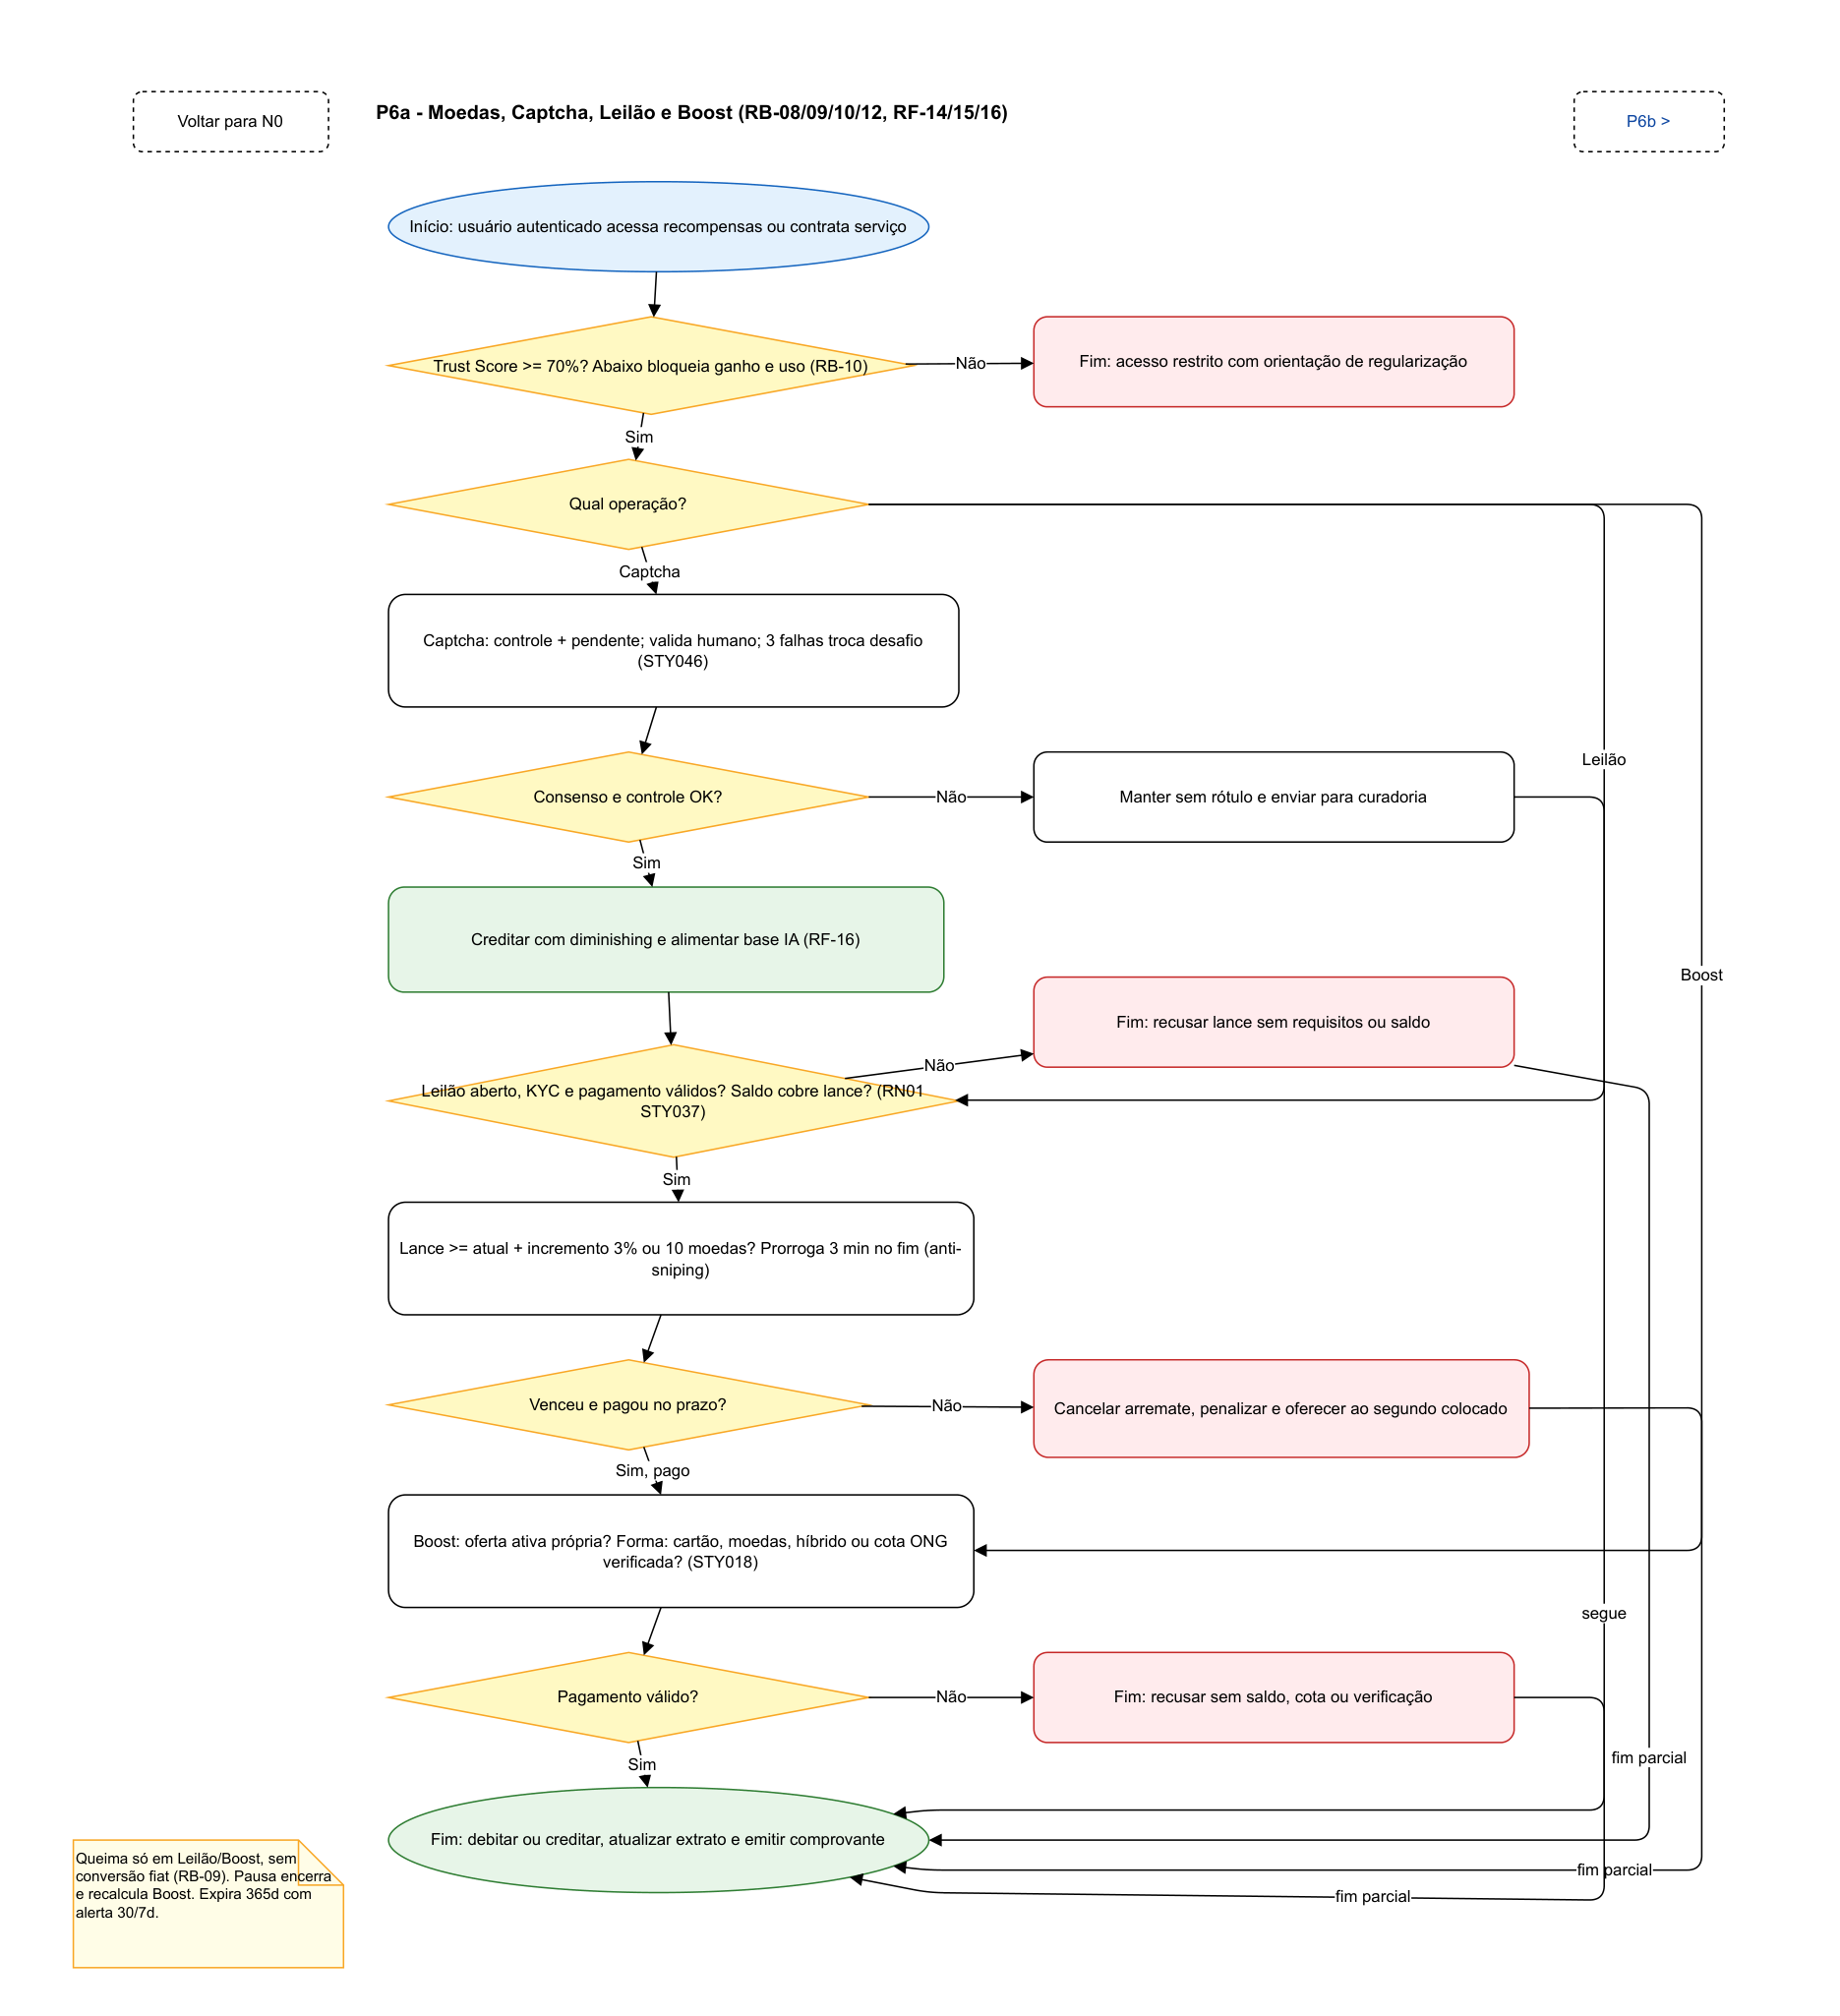 Voltar para N0
P6a - Moedas, Captcha, Leilão e Boost (RB-08/09/10/12, RF-14/15/16)
P6b >
Início: usuário autenticado acessa recompensas ou contrata serviço
Trust Score >= 70%? Abaixo bloqueia ganho e uso (RB-10)
Não
Fim: acesso restrito com orientação de regularização
Sim
Qual operação?
Captcha
Captcha: controle + pendente; valida humano; 3 falhas troca desafio
(STY046)
Leilão
Consenso e controle OK?
Não
Manter sem rótulo e enviar para curadoria
Sim
Creditar com diminishing e alimentar base IA (RF-16)
Boost
Fim: recusar lance sem requisitos ou saldo
Não
Leilão aberto, KYC e pagamento válidos? Saldo cobre lance? (RN01
STY037)
Sim
Lance >= atual + incremento 3% ou 10 moedas? Prorroga 3 min no fim (anti-
sniping)
Venceu e pagou no prazo?
Não
Cancelar arremate, penalizar e oferecer ao segundo colocado
Sim, pago
Boost: oferta ativa própria? Forma: cartão, moedas, híbrido ou cota ONG
verificada? (STY018)
segue
Pagamento válido?
Não
Fim: recusar sem saldo, cota ou verificação
Sim
fim parcial
Fim: debitar ou creditar, atualizar extrato e emitir comprovante
fim parcial
fim parcial
Queima só em Leilão/Boost, sem
conversão fiat (RB-09). Pausa encerra
e recalcula Boost. Expira 365d com
alerta 30/7d.